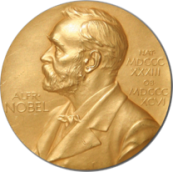 ALFR·
NOBEL
NAT·
MDCCC
XXXIII
OB·
MDCCC
XCVI